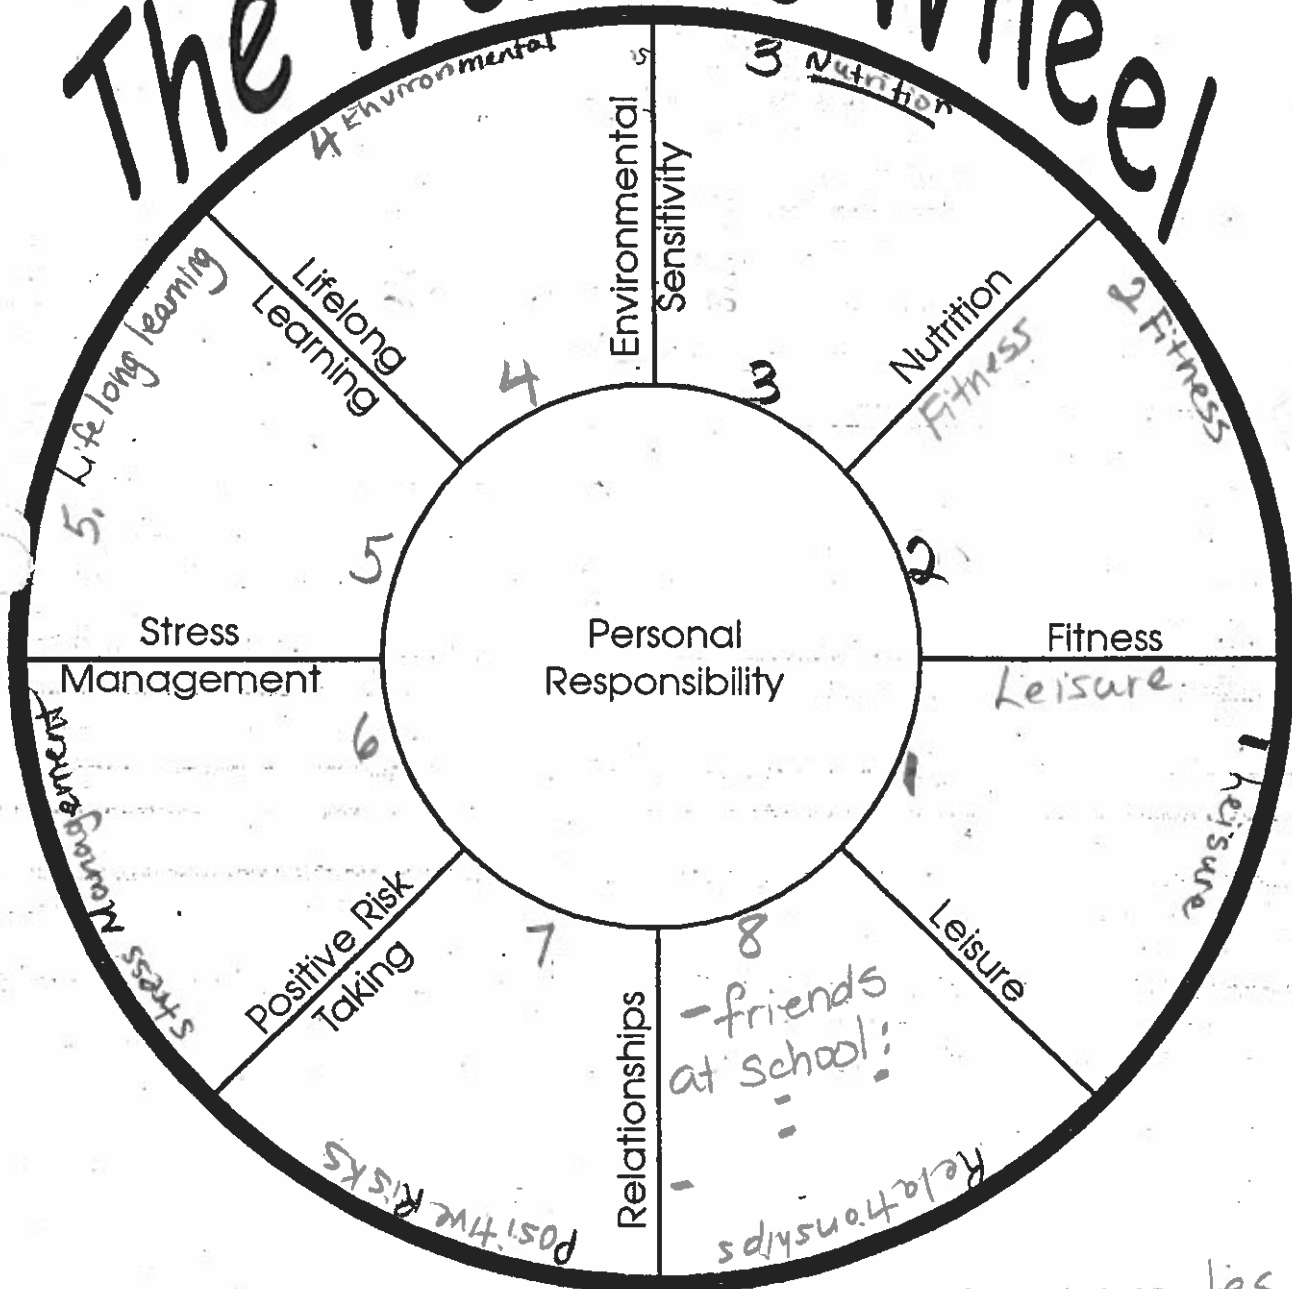 The
Wheel
4 Environmental
3 Nutrition
Environmental
Sensitivity
Lifelong
Learning
4
3
Nutrition
Fitness
2 Fitness
5. Lifelong learning
5
2
Stress
Management
Personal
Responsibility
Fitness
Leisure
1 Leisure
6
1
Stress Management
Positive Risk
Taking
7
8
Leisure
- friends
at school:
-
-
-
Relationships
Positive Risks
Relationships